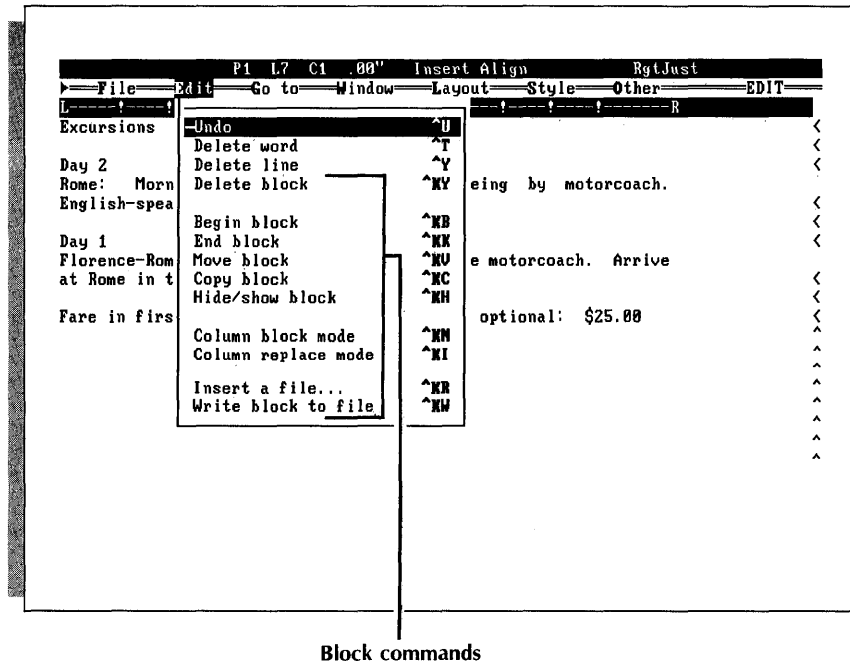 P1 L7 C1 .00" Insert Align RgtJust
File Edit Go to Window Layout Style Other EDIT
L-----!-----! ---!----!----!--------R
Excursions -Undo ^U <
Delete word ^T <
Day 2 Delete line ^Y <
Rome: Morn Delete block ^KY eing by motorcoach.
English-spea <
Begin block ^KB <
Day 1 End block ^KK <
Florence-Rom Move block ^KV e motorcoach. Arrive
at Rome in t Copy block ^KC <
Hide/show block ^KH <
Fare in firs optional: $25.00 <
Column block mode ^KN ^
Column replace mode ^KI ^
^
Insert a file... ^KR ^
Write block to file ^KW ^
^
^
^
Block commands